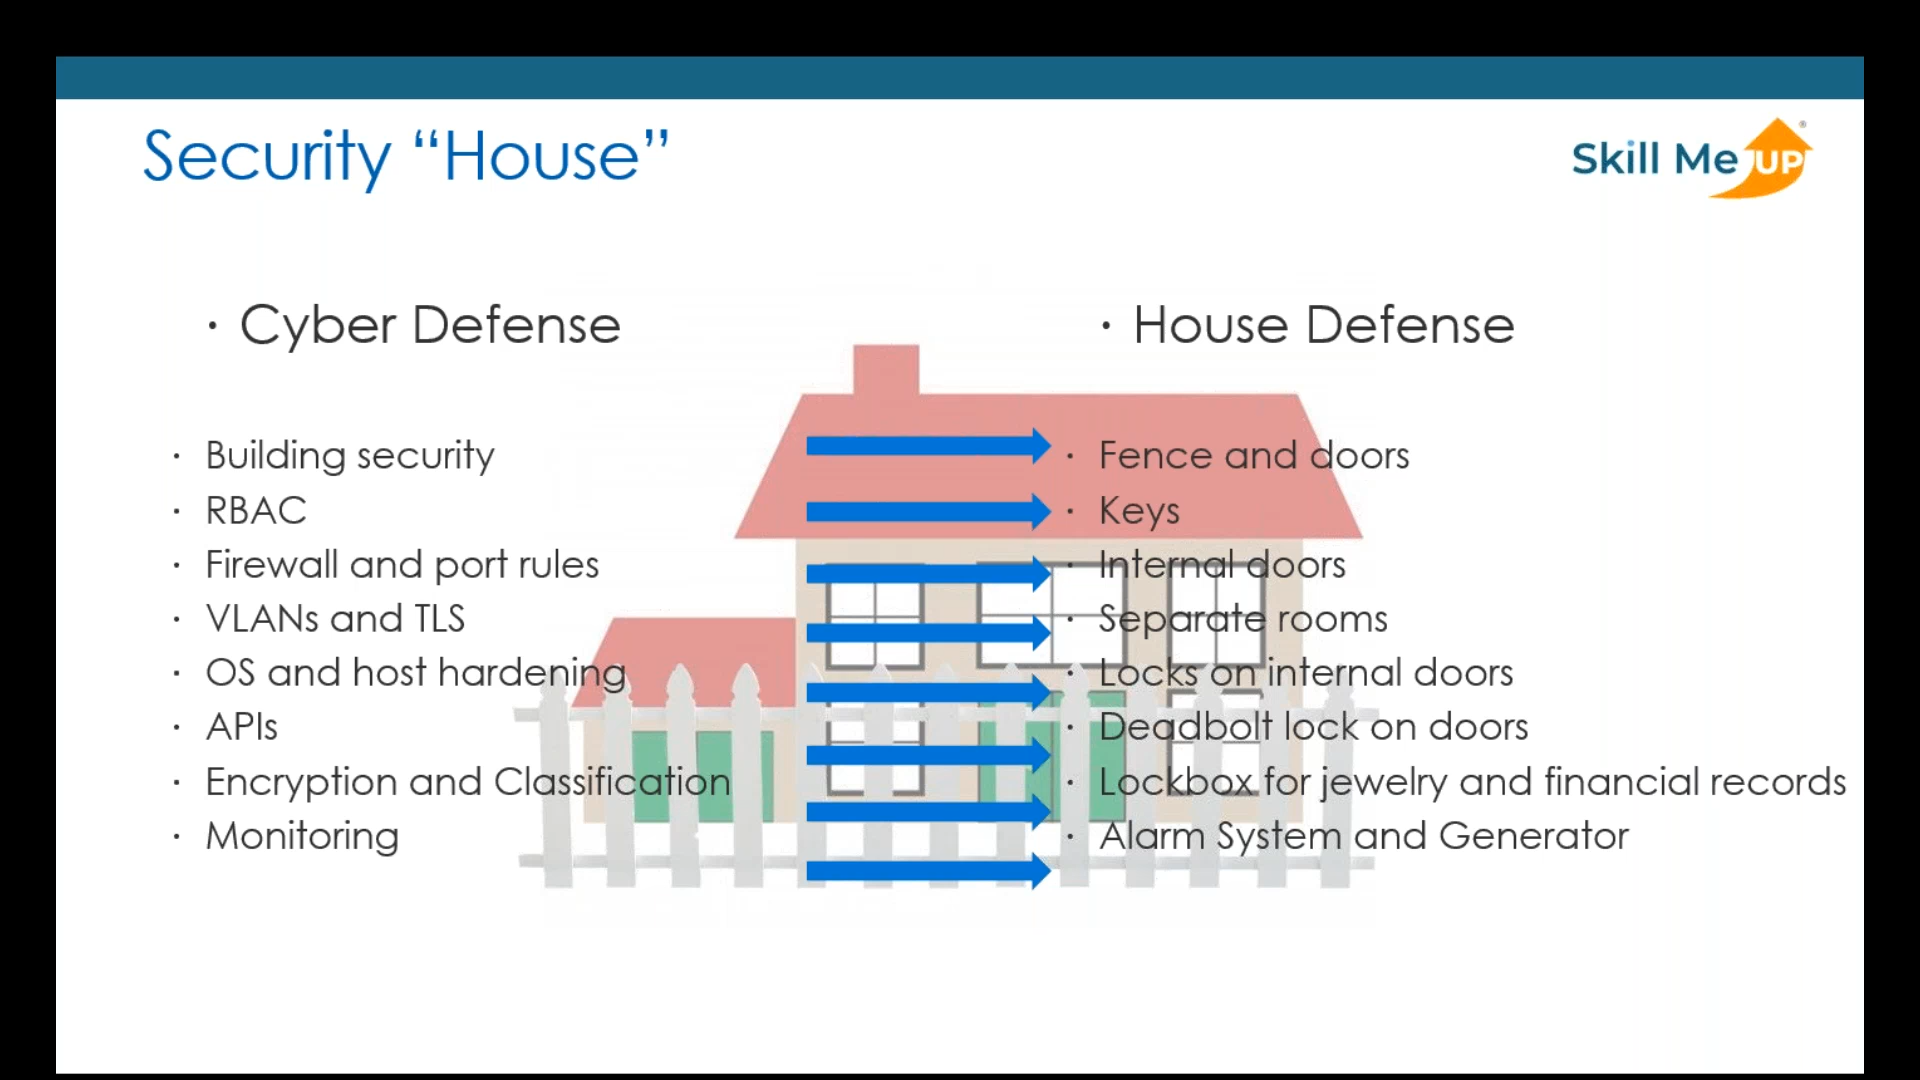 Security “House”
Skill Me UP®
· Cyber Defense
· Building security
· RBAC
· Firewall and port rules
· VLANs and TLS
· OS and host hardening
· APIs
· Encryption and Classification
· Monitoring
· House Defense
· Fence and doors
· Keys
· Internal doors
· Separate rooms
· Locks on internal doors
· Deadbolt lock on doors
· Lockbox for jewelry and financial records
· Alarm System and Generator